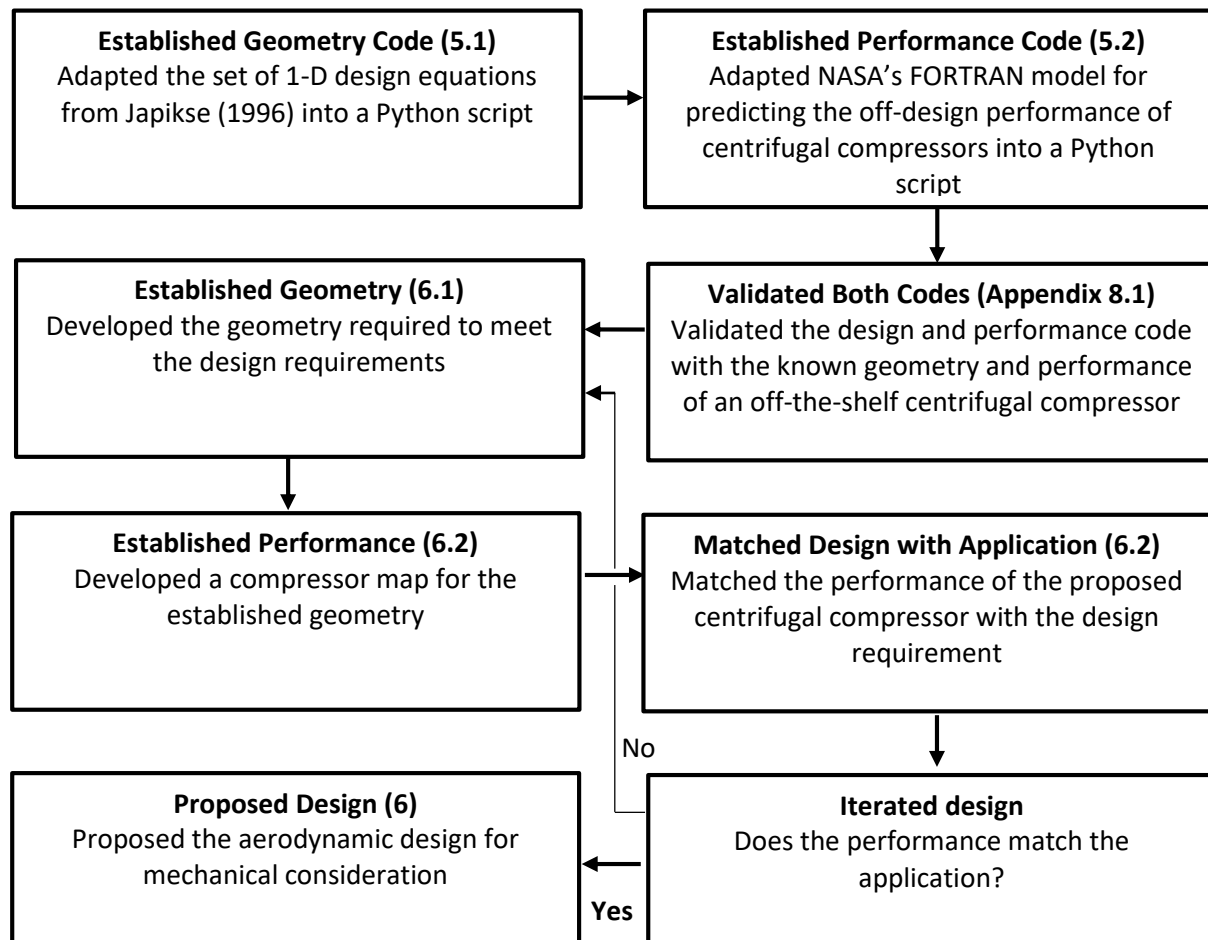 Established Geometry Code (5.1)
Adapted the set of 1-D design equations
from Japikse (1996) into a Python script
Established Performance Code (5.2)
Adapted NASA's FORTRAN model for
predicting the off-design performance of
centrifugal compressors into a Python
script
Established Geometry (6.1)
Developed the geometry required to meet
the design requirements
Validated Both Codes (Appendix 8.1)
Validated the design and performance code
with the known geometry and performance
of an off-the-shelf centrifugal compressor
Established Performance (6.2)
Developed a compressor map for the
established geometry
Matched Design with Application (6.2)
Matched the performance of the proposed
centrifugal compressor with the design
requirement
No
Proposed Design (6)
Proposed the aerodynamic design for
mechanical consideration
Iterated design
Does the performance match the
application?
Yes